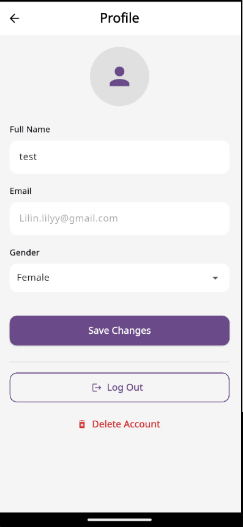 Profile
Full Name
test
Email
Lilin.lilyy@gmail.com
Gender
Female
Save Changes
Log Out
Delete Account